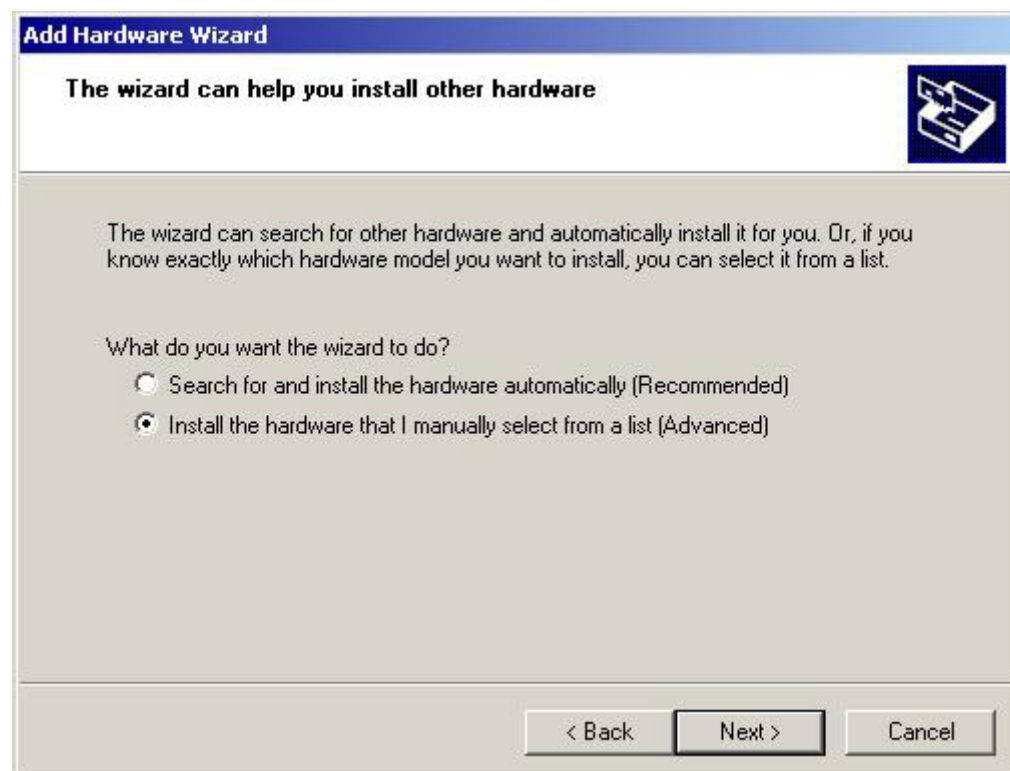 Add Hardware Wizard
The wizard can help you install other hardware
The wizard can search for other hardware and automatically install it for you. Or, if you
know exactly which hardware model you want to install, you can select it from a list.
What do you want the wizard to do?
Search for and install the hardware automatically (Recommended)
Install the hardware that I manually select from a list (Advanced)
< Back Next > Cancel